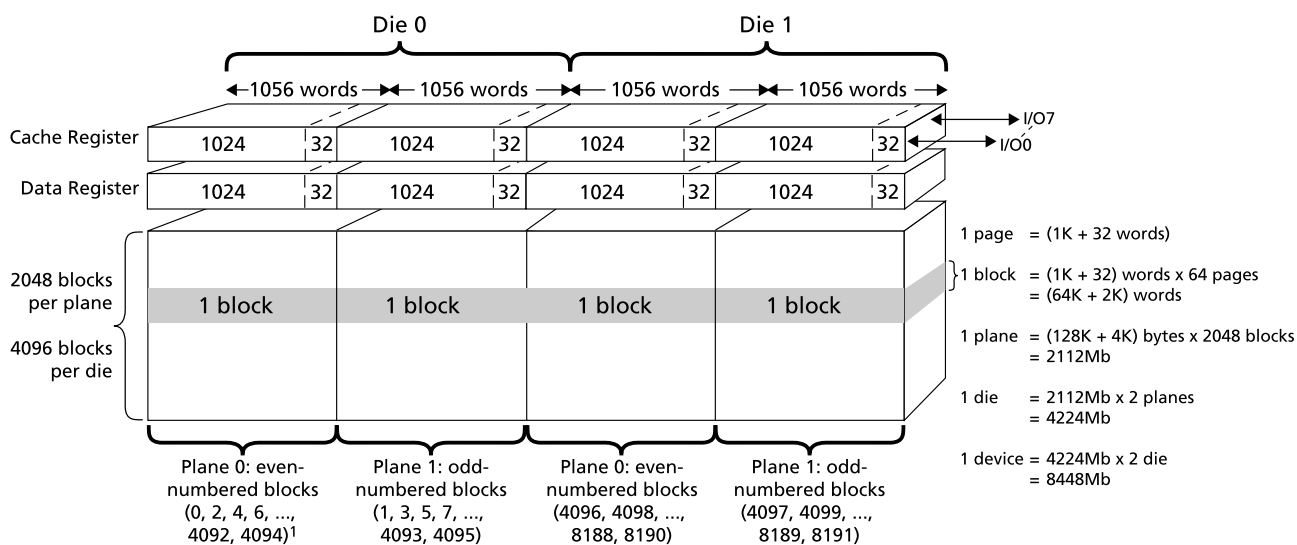 Die 0
Die 1
1056 words
1056 words
1056 words
1056 words
Cache Register
1024
32
1024
32
1024
32
1024
32
I/O7
I/O0
Data Register
1024
32
1024
32
1024
32
1024
32
2048 blocks
per plane
4096 blocks
per die
1 block
1 block
1 block
1 block
1 page = (1K + 32 words)
1 block = (1K + 32) words x 64 pages
= (64K + 2K) words
1 plane = (128K + 4K) bytes x 2048 blocks
= 2112Mb
1 die = 2112Mb x 2 planes
= 4224Mb
1 device = 4224Mb x 2 die
= 8448Mb
Plane 0: even-
numbered blocks
(0, 2, 4, 6, ...,
4092, 4094)1
Plane 1: odd-
numbered blocks
(1, 3, 5, 7, ...,
4093, 4095)
Plane 0: even-
numbered blocks
(4096, 4098, ...,
8188, 8190)
Plane 1: odd-
numbered blocks
(4097, 4099, ...,
8189, 8191)